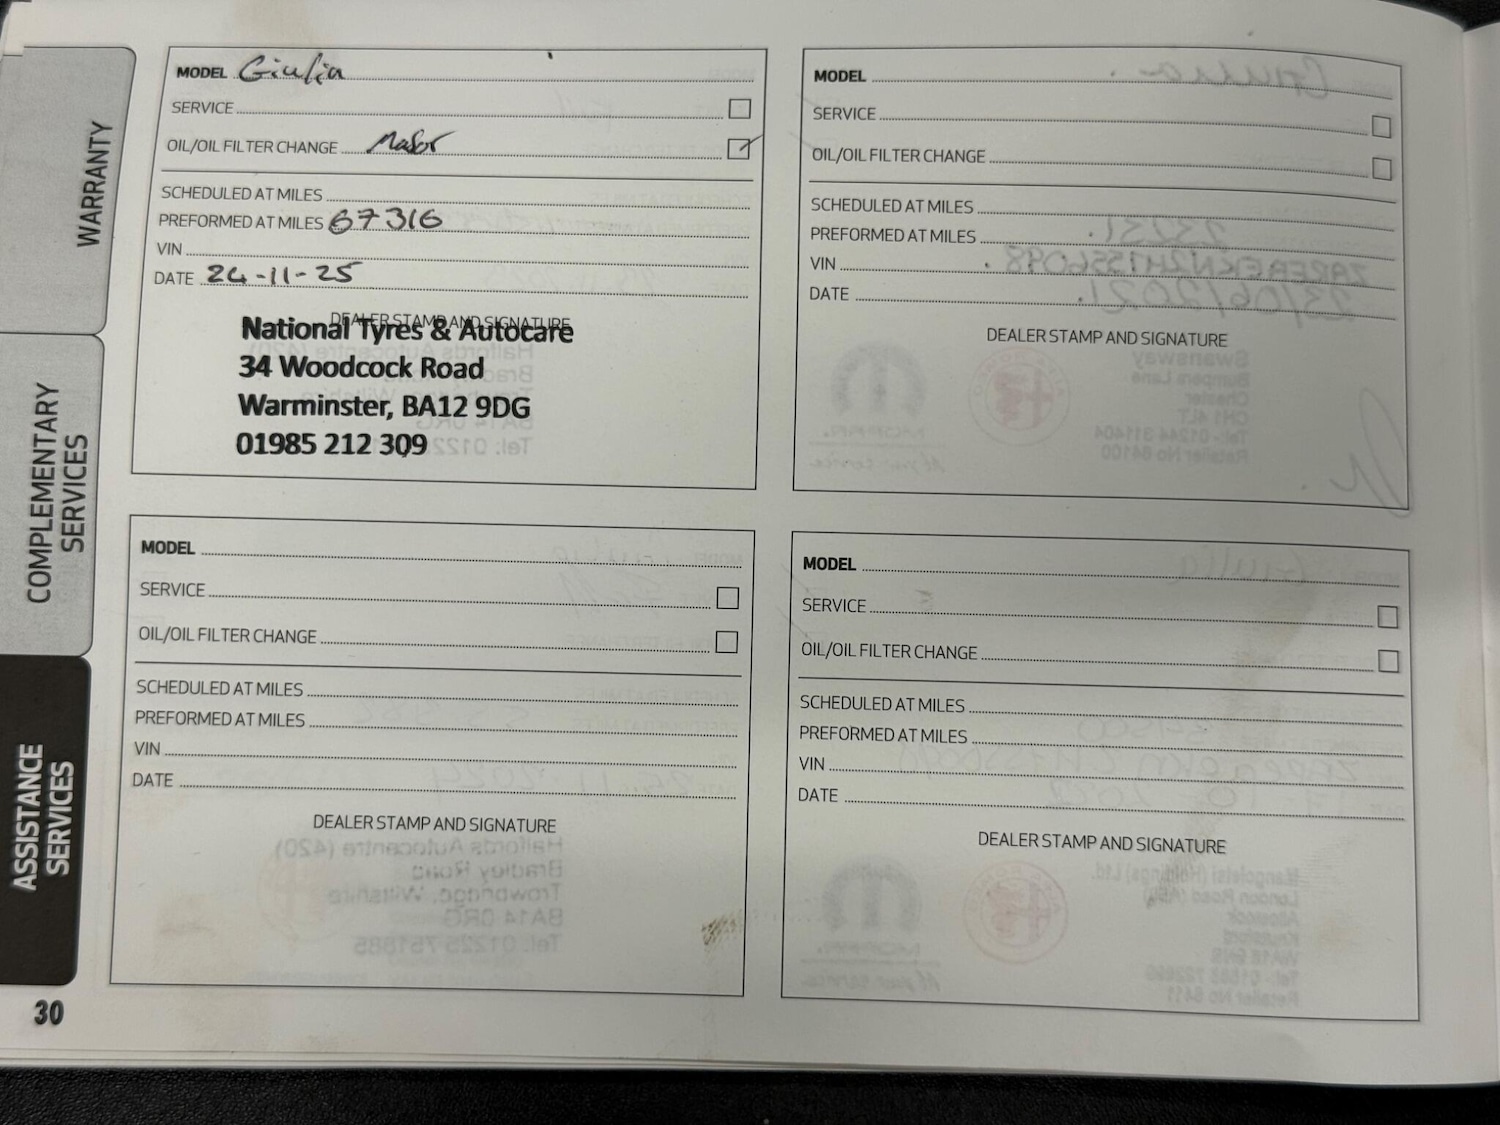 WARRANTY
COMPLEMENTARY
SERVICES
ASSISTANCE
SERVICES
MODEL Giulia
SERVICE
OIL/OIL FILTER CHANGE Major
SCHEDULED AT MILES
PREFORMED AT MILES 67316
VIN
DATE 24-11-25
DEALER STAMP AND SIGNATURE
National Tyres & Autocare
34 Woodcock Road
Warminster, BA12 9DG
01985 212 309
MODEL
SERVICE
OIL/OIL FILTER CHANGE
SCHEDULED AT MILES
PREFORMED AT MILES
VIN
DATE
DEALER STAMP AND SIGNATURE
MODEL
SERVICE
OIL/OIL FILTER CHANGE
SCHEDULED AT MILES
PREFORMED AT MILES
VIN
DATE
DEALER STAMP AND SIGNATURE
MODEL
SERVICE
OIL/OIL FILTER CHANGE
SCHEDULED AT MILES
PREFORMED AT MILES
VIN
DATE
DEALER STAMP AND SIGNATURE
30